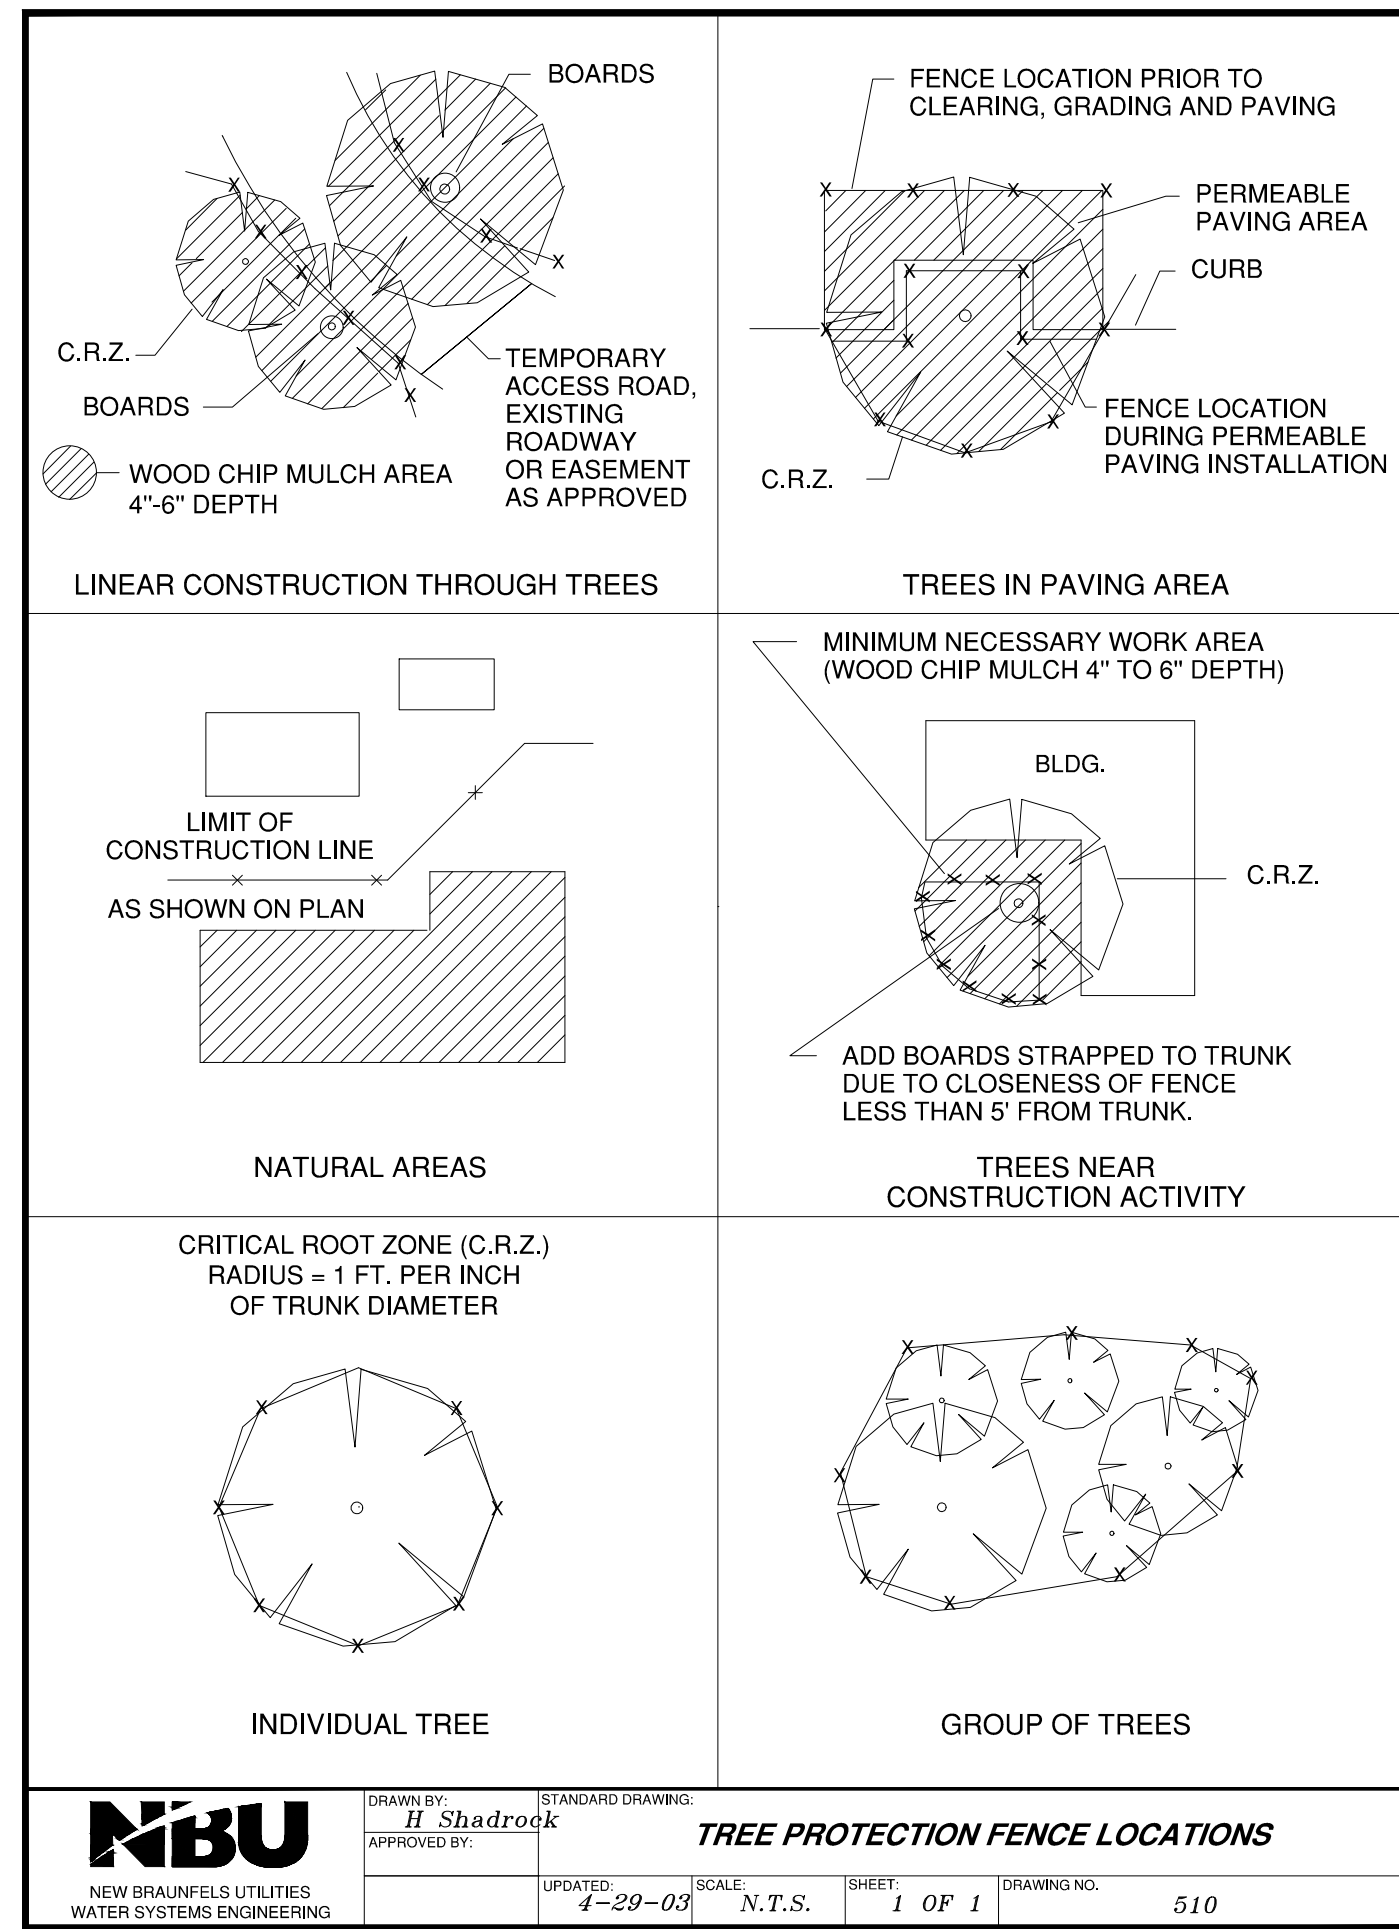 BOARDS
C.R.Z.
BOARDS
WOOD CHIP MULCH AREA
4"-6" DEPTH
TEMPORARY
ACCESS ROAD,
EXISTING
ROADWAY
OR EASEMENT
AS APPROVED
LINEAR CONSTRUCTION THROUGH TREES
FENCE LOCATION PRIOR TO
CLEARING, GRADING AND PAVING
PERMEABLE
PAVING AREA
CURB
FENCE LOCATION
DURING PERMEABLE
PAVING INSTALLATION
C.R.Z.
TREES IN PAVING AREA
LIMIT OF
CONSTRUCTION LINE
AS SHOWN ON PLAN
NATURAL AREAS
MINIMUM NECESSARY WORK AREA
(WOOD CHIP MULCH 4" TO 6" DEPTH)
BLDG.
C.R.Z.
ADD BOARDS STRAPPED TO TRUNK
DUE TO CLOSENESS OF FENCE
LESS THAN 5' FROM TRUNK.
TREES NEAR
CONSTRUCTION ACTIVITY
CRITICAL ROOT ZONE (C.R.Z.)
RADIUS = 1 FT. PER INCH
OF TRUNK DIAMETER
INDIVIDUAL TREE
GROUP OF TREES
NBU
NEW BRAUNFELS UTILITIES
WATER SYSTEMS ENGINEERING
DRAWN BY:
H Shadrock
APPROVED BY:
STANDARD DRAWING:
TREE PROTECTION FENCE LOCATIONS
UPDATED:
4-29-03
SCALE:
N.T.S.
SHEET:
1 OF 1
DRAWING NO.
510